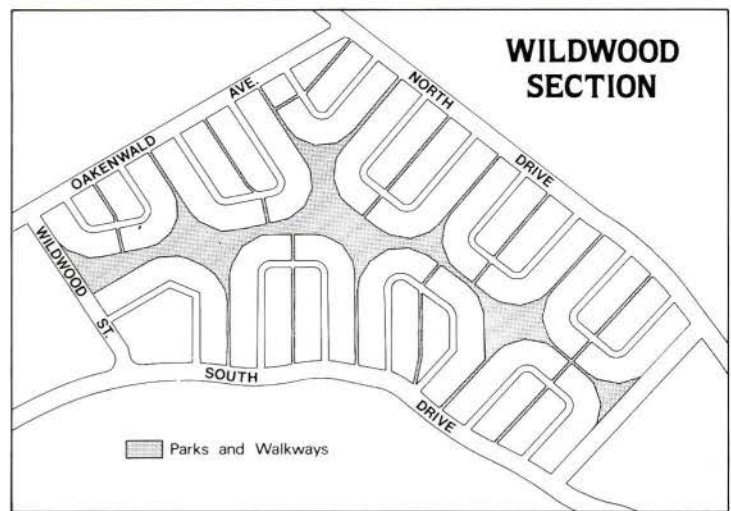 WILDWOOD
SECTION
OAKENWALD AVE.
NORTH DRIVE
WILDWOOD ST.
SOUTH DRIVE
Parks and Walkways